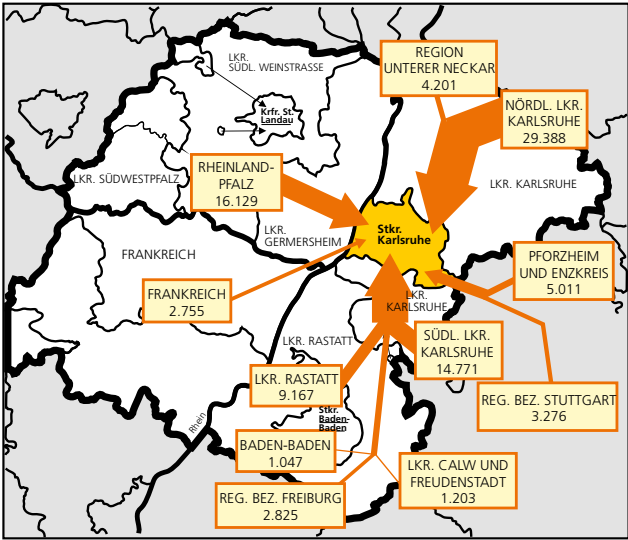 REGION
UNTERER NECKAR
4.201
LKR.
SÜDL. WEINSTRASSE
NÖRDL. LKR.
KARLSRUHE
29.388
Krfr. St.
Landau
RHEINLAND-
PFALZ
16.129
LKR. SÜDWESTPFALZ
LKR. KARLSRUHE
Stkr.
Karlsruhe
LKR.
GERMERSHEIM
FRANKREICH
PFORZHEIM
UND ENZKREIS
5.011
FRANKREICH
2.755
LKR.
KARLSRUHE
LKR. RASTATT
SÜDL. LKR.
KARLSRUHE
14.771
LKR. RASTATT
9.167
REG. BEZ. STUTTGART
3.276
Stkr.
Baden-
Baden
Rhein
BADEN-BADEN
1.047
LKR. CALW UND
FREUDENSTADT
1.203
REG. BEZ. FREIBURG
2.825